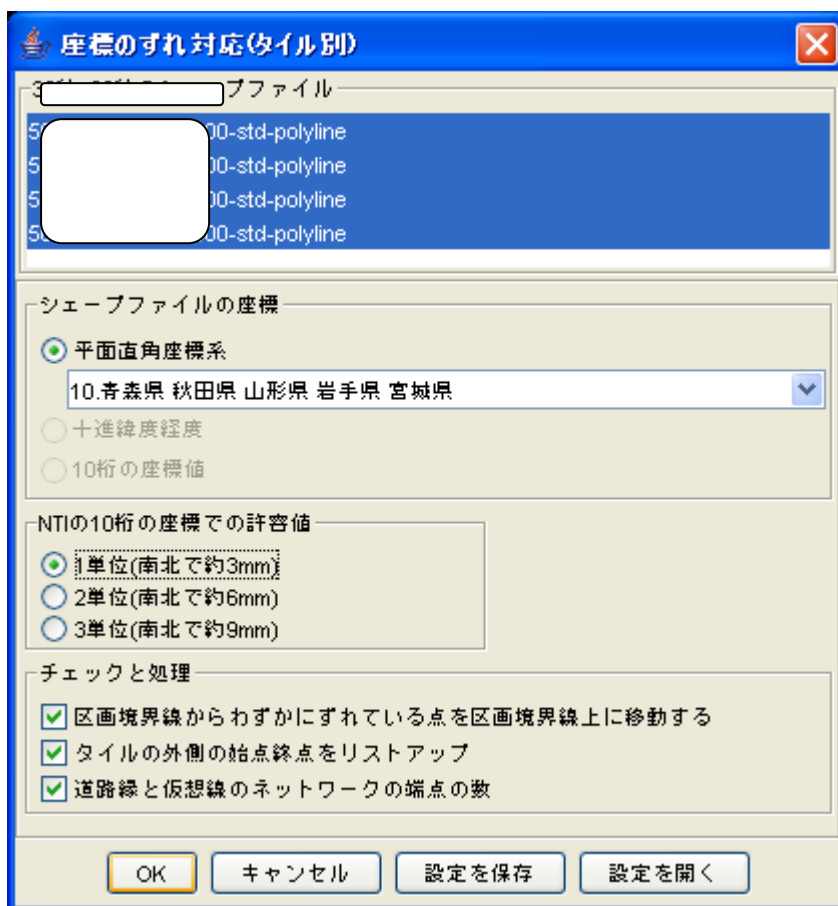 座標のずれ対応(タイル別)
プファイル
00-std-polyline
00-std-polyline
00-std-polyline
00-std-polyline
シェープファイルの座標
平面直角座標系
10.青森県 秋田県 山形県 岩手県 宮城県
十進緯度経度
10桁の座標値
NTIの10桁の座標での許容値
1単位(南北で約3mm)
2単位(南北で約6mm)
3単位(南北で約9mm)
チェックと処理
区画境界線からわずかにずれている点を区画境界線上に移動する
タイルの外側の始点終点をリストアップ
道路縁と仮想線のネットワークの端点の数
OK キャンセル 設定を保存 設定を開く